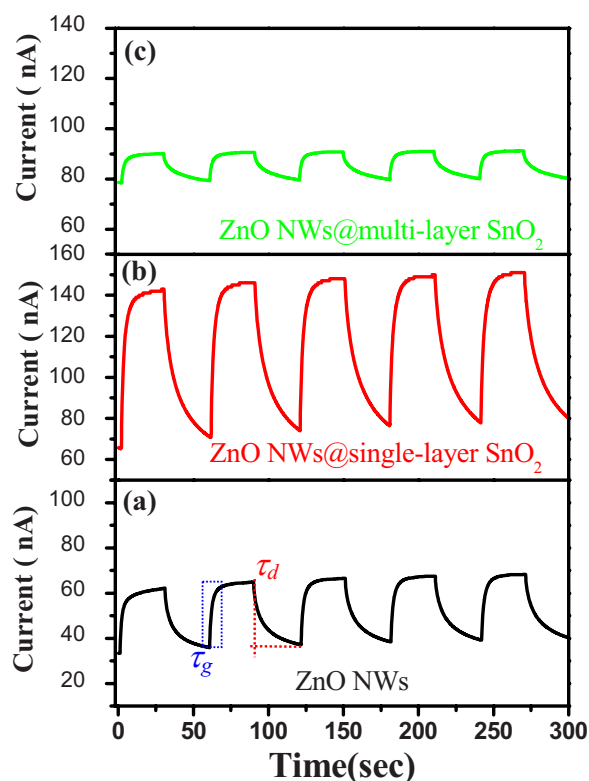 140
(c)
120
100
80
60
Current ( nA)
ZnO NWs@multi-layer SnO₂
160
(b)
140
120
100
80
60
Current ( nA)
ZnO NWs@single-layer SnO₂
100
(a)
80
60
40
20
Current ( nA)
τg
τd
ZnO NWs
0 50 100 150 200 250 300
Time(sec)